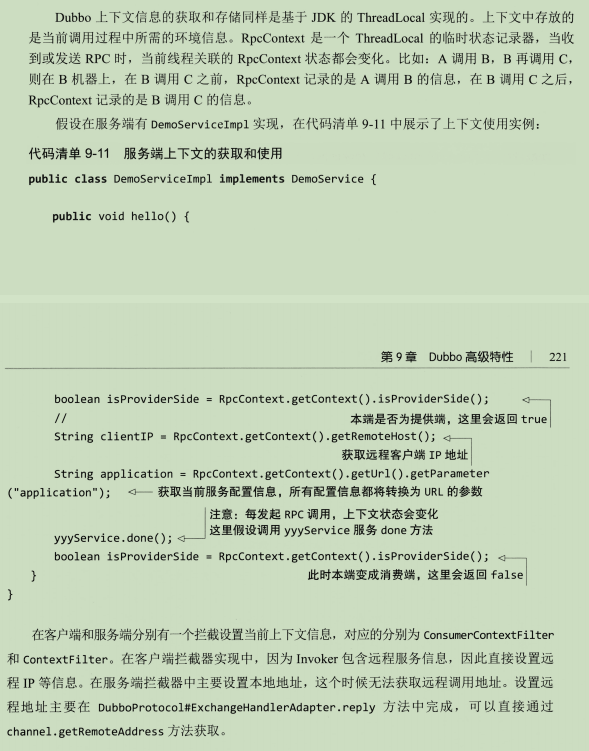 Dubbo 上下文信息的获取和存储同样是基于 JDK 的 ThreadLocal 实现的。上下文中存放的
是当前调用过程中所需的环境信息。RpcContext 是一个 ThreadLocal 的临时状态记录器，当收
到或发送 RPC 时，当前线程关联的 RpcContext 状态都会变化。比如：A 调用 B，B 再调用 C，
则在 B 机器上，在 B 调用 C 之前，RpcContext 记录的是 A 调用 B 的信息，在 B 调用 C 之后，
RpcContext 记录的是 B 调用 C 的信息。
假设在服务端有 DemoServiceImpl 实现，在代码清单 9-11 中展示了上下文使用实例：
代码清单 9-11 服务端上下文的获取和使用
public class DemoServiceImpl implements DemoService {
public void hello() {
第 9 章 Dubbo 高级特性 | 221
boolean isProviderSide = RpcContext.getContext().isProviderSide();
// 本端是否为提供端，这里会返回 true
String clientIP = RpcContext.getContext().getRemoteHost();
获取远程客户端 IP 地址
String application = RpcContext.getContext().getUrl().getParameter
("application"); 获取当前服务配置信息，所有配置信息都将转换为 URL 的参数
注意：每发起 RPC 调用，上下文状态会变化
这里假设调用 yyyService 服务 done 方法
yyyService.done();
boolean isProviderSide = RpcContext.getContext().isProviderSide();
} 此时本端变成消费端，这里会返回 false
}
在客户端和服务端分别有一个拦截设置当前上下文信息，对应的分别为 ConsumerContextFilter
和 ContextFilter。在客户端拦截器实现中，因为 Invoker 包含远程服务信息，因此直接设置远
程 IP 等信息。在服务端拦截器中主要设置本地地址，这个时候无法获取远程调用地址。设置远
程地址主要在 DubboProtocol#ExchangeHandlerAdapter.reply 方法中完成，可以直接通过
channel.getRemoteAddress 方法获取。